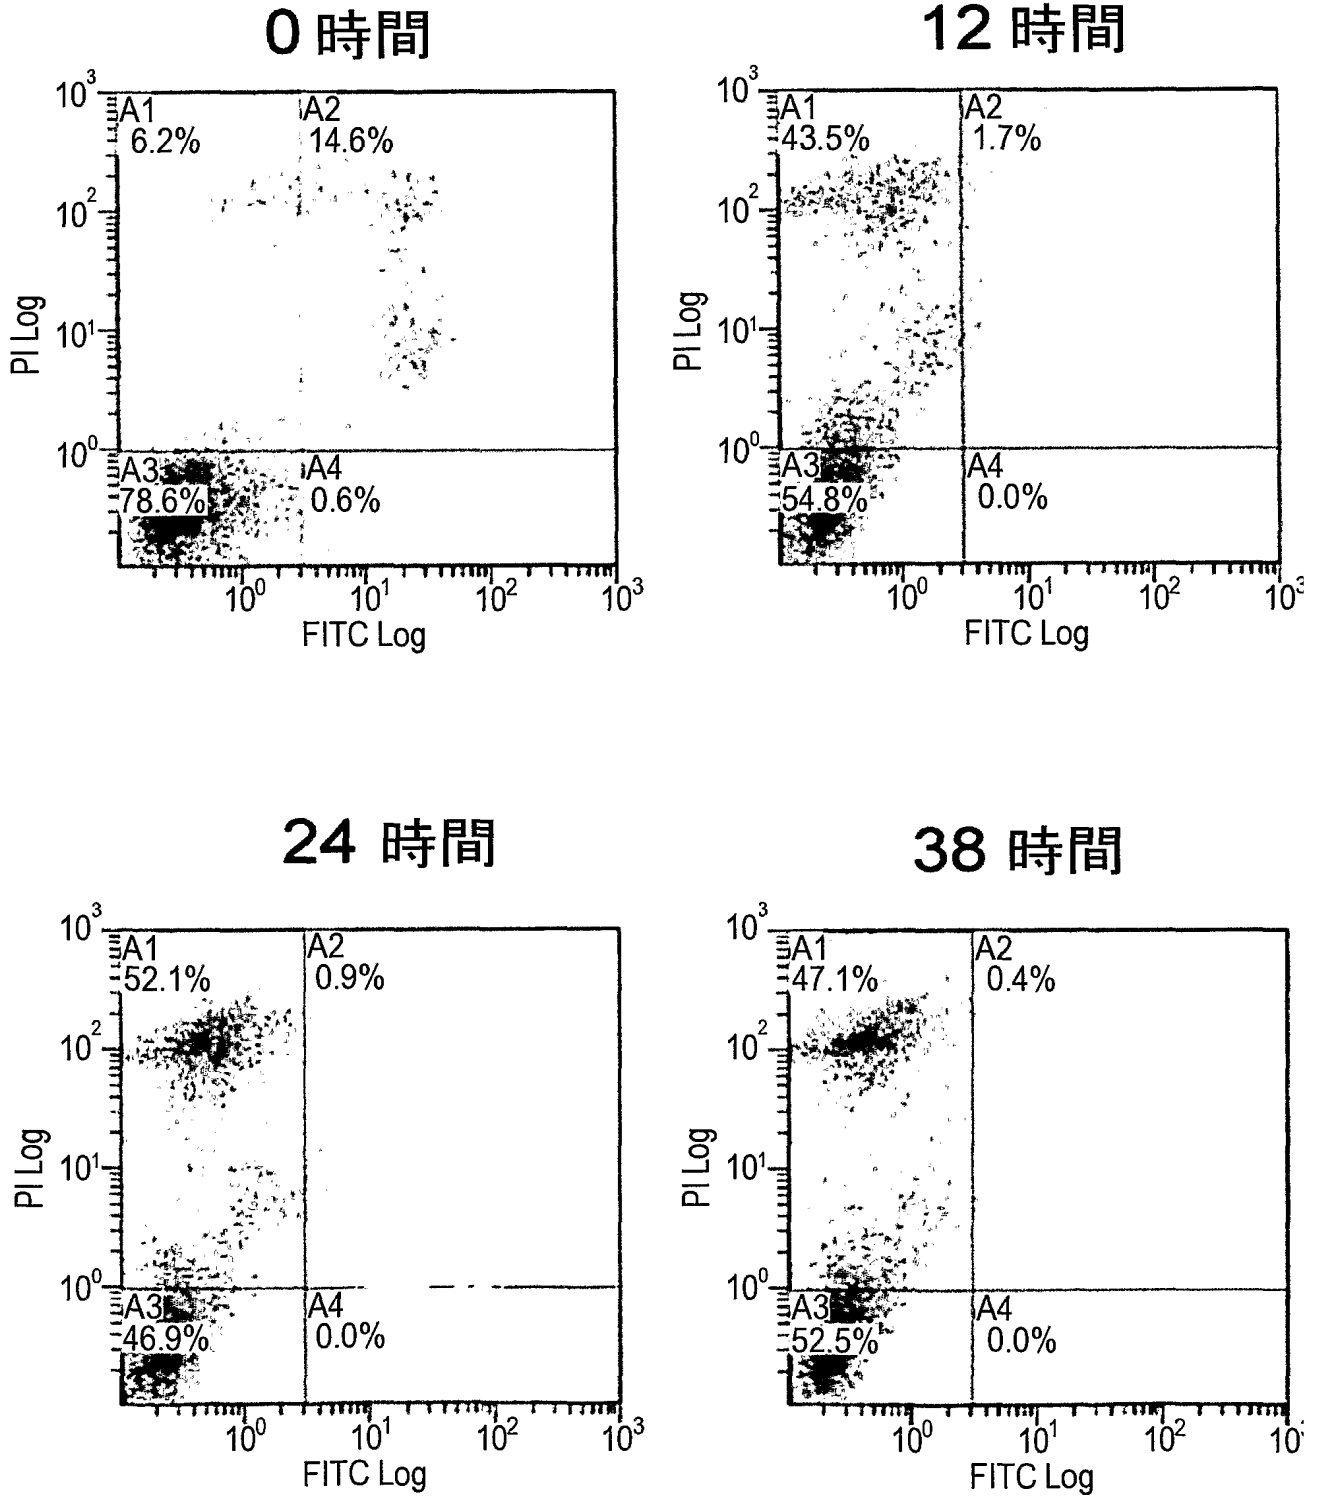 0 時間
10³
A1
6.2%
A2
14.6%
10²
PI Log
10¹
10⁰
A3
78.6%
A4
0.6%
10⁰ 10¹ 10² 10³
FITC Log
12 時間
10³
A1
43.5%
A2
1.7%
10²
PI Log
10¹
10⁰
A3
54.8%
A4
0.0%
10⁰ 10¹ 10² 10³
FITC Log
24 時間
10³
A1
52.1%
A2
0.9%
10²
PI Log
10¹
10⁰
A3
46.9%
A4
0.0%
10⁰ 10¹ 10² 10³
FITC Log
38 時間
10³
A1
47.1%
A2
0.4%
10²
PI Log
10¹
10⁰
A3
52.5%
A4
0.0%
10⁰ 10¹ 10² 10
FITC Log